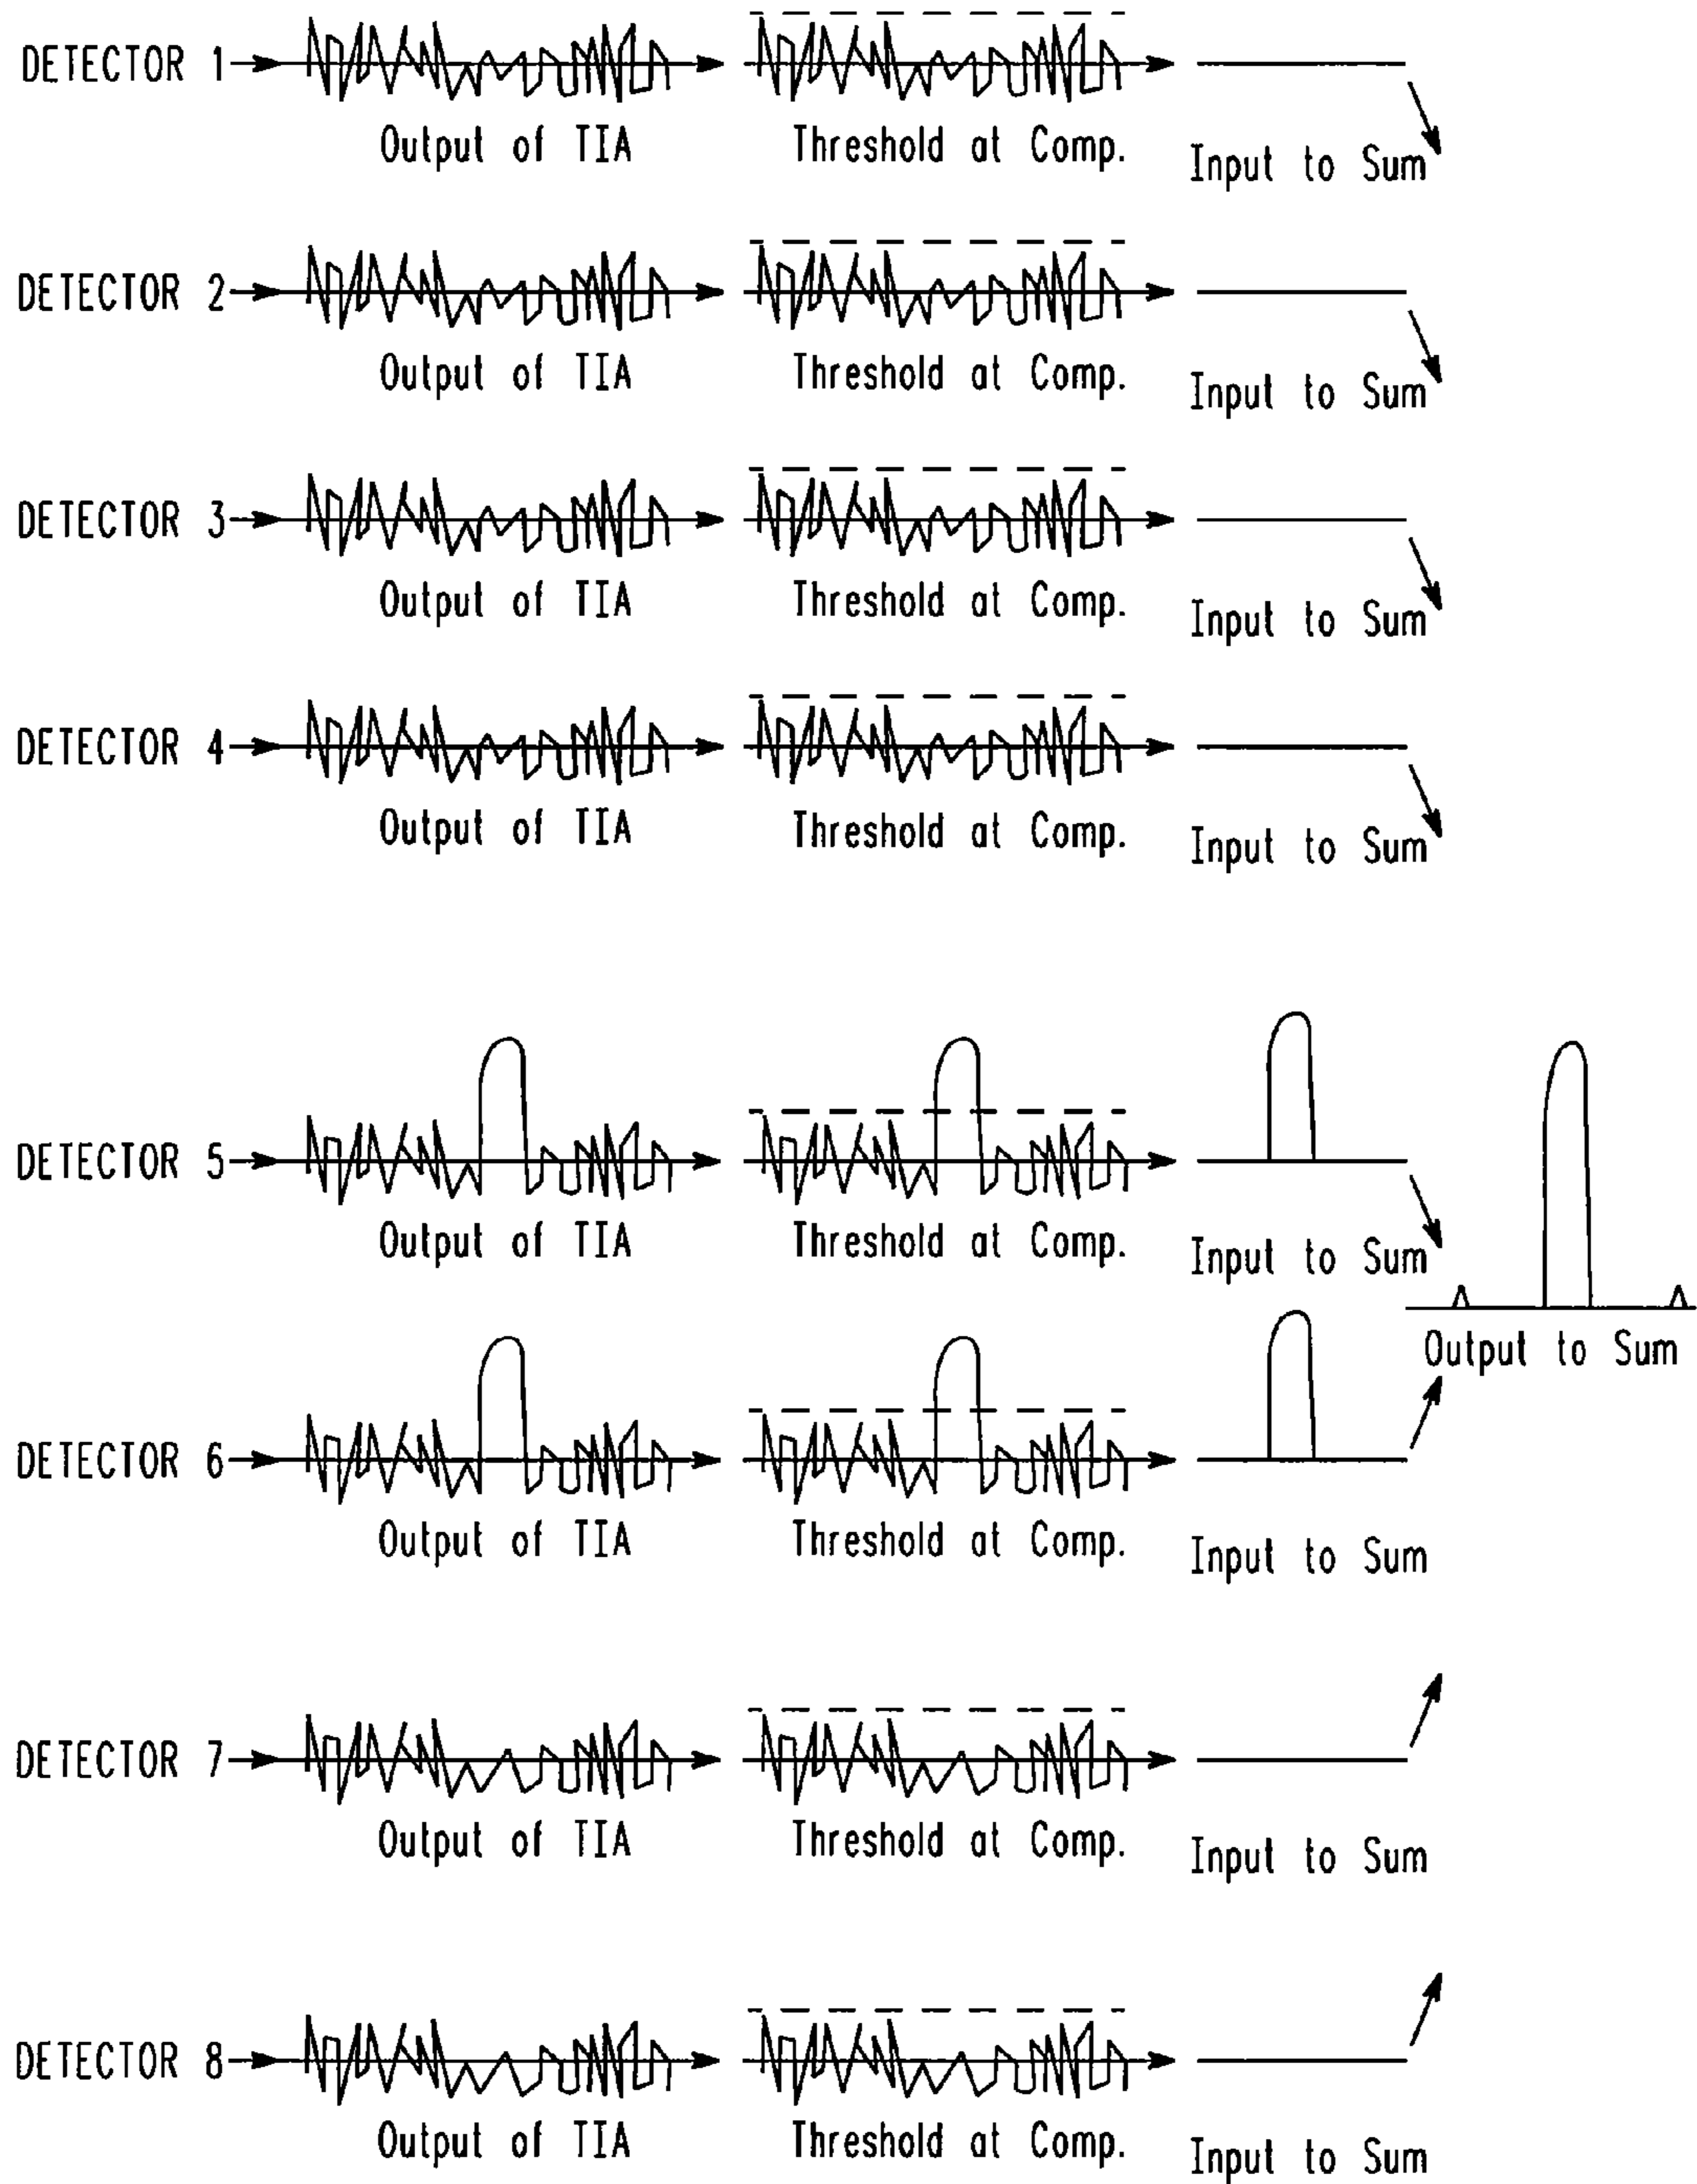 DETECTOR 1
Output of TIA
Threshold at Comp.
Input to Sum
DETECTOR 2
Output of TIA
Threshold at Comp.
Input to Sum
DETECTOR 3
Output of TIA
Threshold at Comp.
Input to Sum
DETECTOR 4
Output of TIA
Threshold at Comp.
Input to Sum
DETECTOR 5
Output of TIA
Threshold at Comp.
Input to Sum
Output to Sum
DETECTOR 6
Output of TIA
Threshold at Comp.
Input to Sum
DETECTOR 7
Output of TIA
Threshold at Comp.
Input to Sum
DETECTOR 8
Output of TIA
Threshold at Comp.
Input to Sum